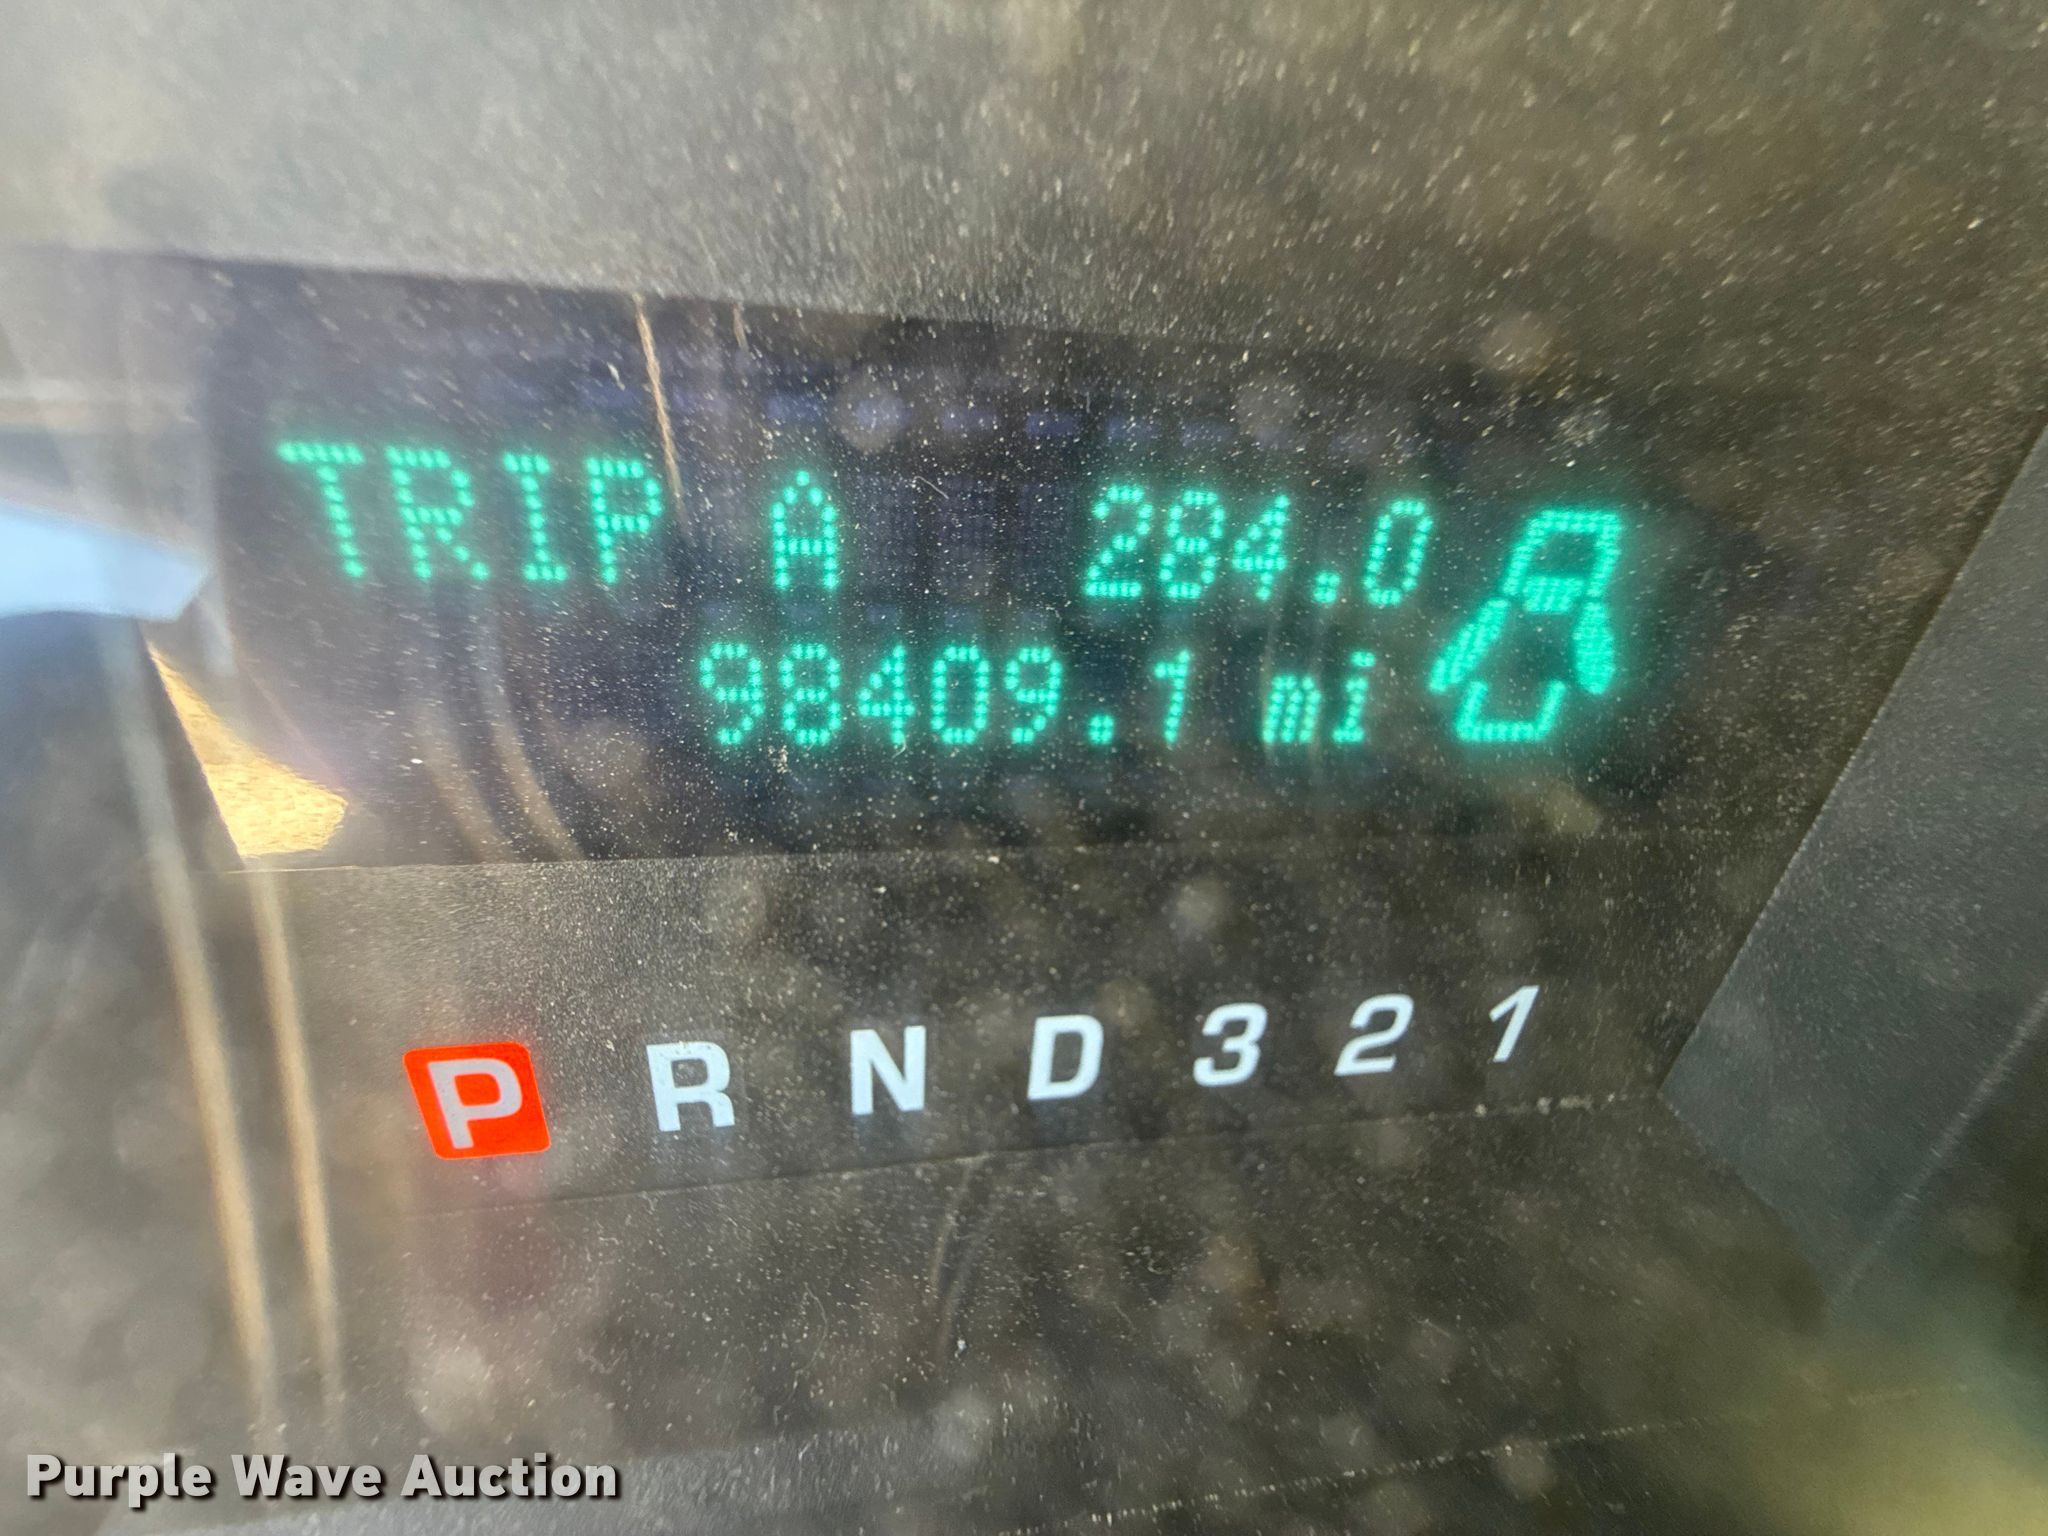 TRIP A 284.0
98409.1 mi
P R N D 3 2 1
Purple Wave Auction